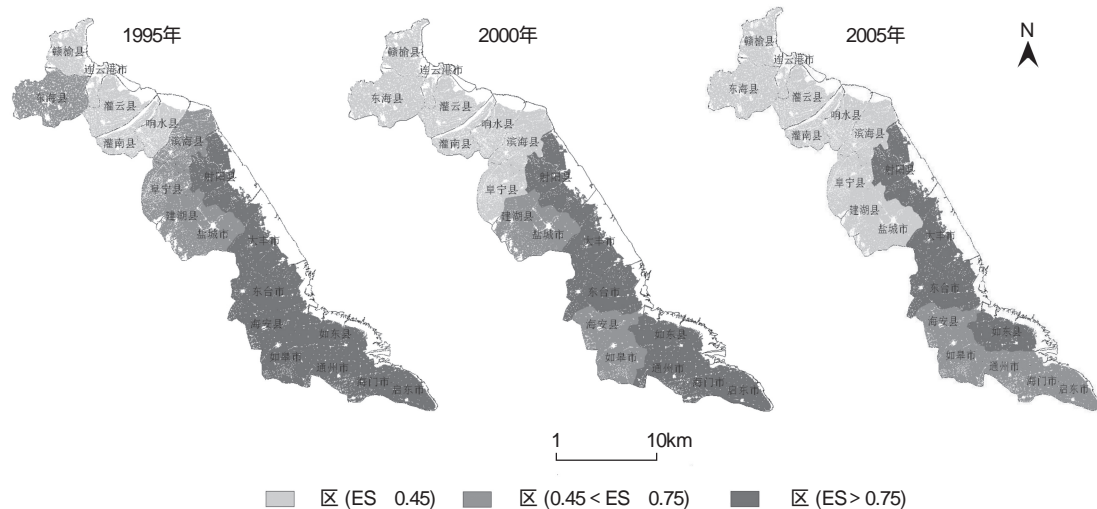 1995年
2000年
2005年
N
赣榆县
连云港市
东海县
灌云县
响水县
灌南县
滨海县
射阳县
阜宁县
建湖县
盐城市
大丰市
东台市
海安县
如东县
如皋市
通州市
海门市
启东市
赣榆县
连云港市
东海县
灌云县
响水县
灌南县
滨海县
射阳县
阜宁县
建湖县
盐城市
大丰市
东台市
海安县
如东县
如皋市
通州市
海门市
启东市
赣榆县
连云港市
东海县
灌云县
响水县
灌南县
滨海县
射阳县
阜宁县
建湖县
盐城市
大丰市
东台市
海安县
如东县
如皋市
通州市
海门市
启东市
1 10km
区 (ES 0.45) 区 (0.45 < ES 0.75) 区 (ES > 0.75)